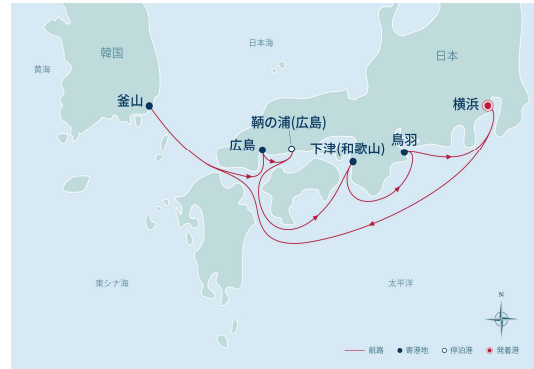 韓国
日本海
日本
黄海
釜山
横浜
鞆の浦(広島)
広島
下津(和歌山)
鳥羽
東シナ海
太平洋
N
航路
寄港地
停泊港
発着港